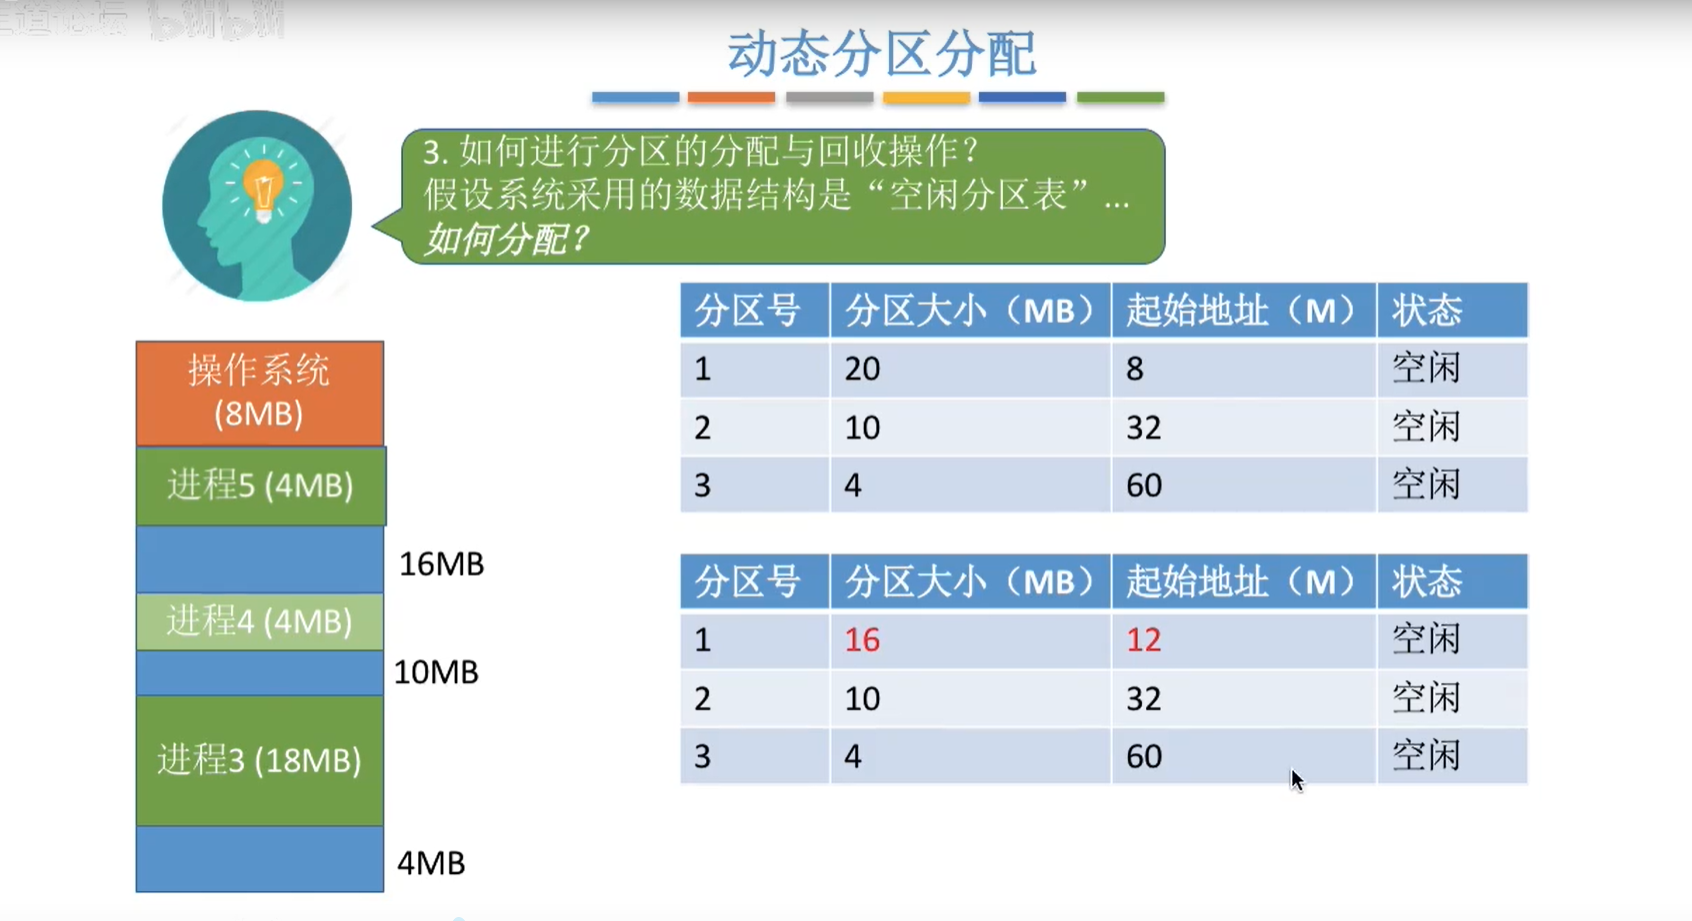 王道论坛 bilibili
动态分区分配
3. 如何进行分区的分配与回收操作?
假设系统采用的数据结构是“空闲分区表”...
如何分配?
操作系统
(8MB)
进程5 (4MB)
16MB
进程4 (4MB)
10MB
进程3 (18MB)
4MB
分区号 分区大小（MB） 起始地址（M） 状态
1 20 8 空闲
2 10 32 空闲
3 4 60 空闲
分区号 分区大小（MB） 起始地址（M） 状态
1 16 12 空闲
2 10 32 空闲
3 4 60 空闲